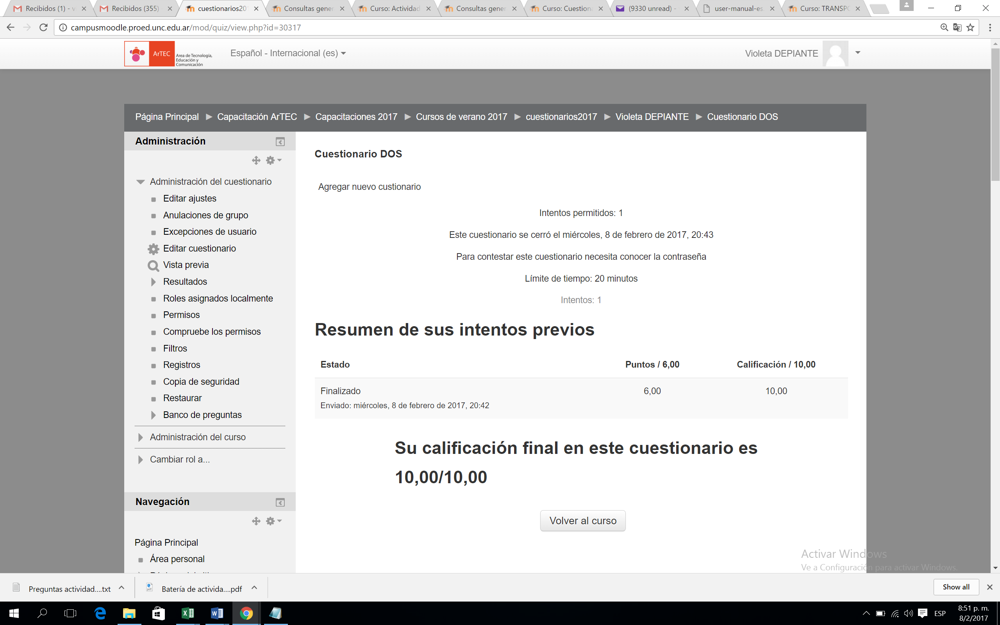 Recibidos (1) - v
Recibidos (355)
cuestionarios20
Consultas gener
Curso: Actividad
Consultas gener
Curso: Cuestion
(9330 unread) -
user-manual-es
Curso: TRANSPO
campusmoodle.proed.unc.edu.ar/mod/quiz/view.php?id=30317
ArTEC
Area de Tecnología,
Educación y
Comunicación
Español - Internacional (es)
Violeta DEPIANTE
Página Principal ▶ Capacitación ArTEC ▶ Capacitaciones 2017 ▶ Cursos de verano 2017 ▶ cuestionarios2017 ▶ Violeta DEPIANTE ▶ Cuestionario DOS
Administración
Administración del cuestionario
Editar ajustes
Anulaciones de grupo
Excepciones de usuario
Editar cuestionario
Vista previa
Resultados
Roles asignados localmente
Permisos
Compruebe los permisos
Filtros
Registros
Copia de seguridad
Restaurar
Banco de preguntas
Administración del curso
Cambiar rol a...
Navegación
Página Principal
Área personal
Cuestionario DOS
Agregar nuevo custionario
Intentos permitidos: 1
Este cuestionario se cerró el miércoles, 8 de febrero de 2017, 20:43
Para contestar este cuestionario necesita conocer la contraseña
Límite de tiempo: 20 minutos
Intentos: 1
Resumen de sus intentos previos
Estado Puntos / 6,00 Calificación / 10,00
Finalizado 6,00 10,00
Enviado: miércoles, 8 de febrero de 2017, 20:42
Su calificación final en este cuestionario es
10,00/10,00
Volver al curso
Activar Windows
Ve a Configuración para activar Windows.
Preguntas actividad....txt
Batería de activida....pdf
Show all
ESP
8:51 p. m.
8/2/2017